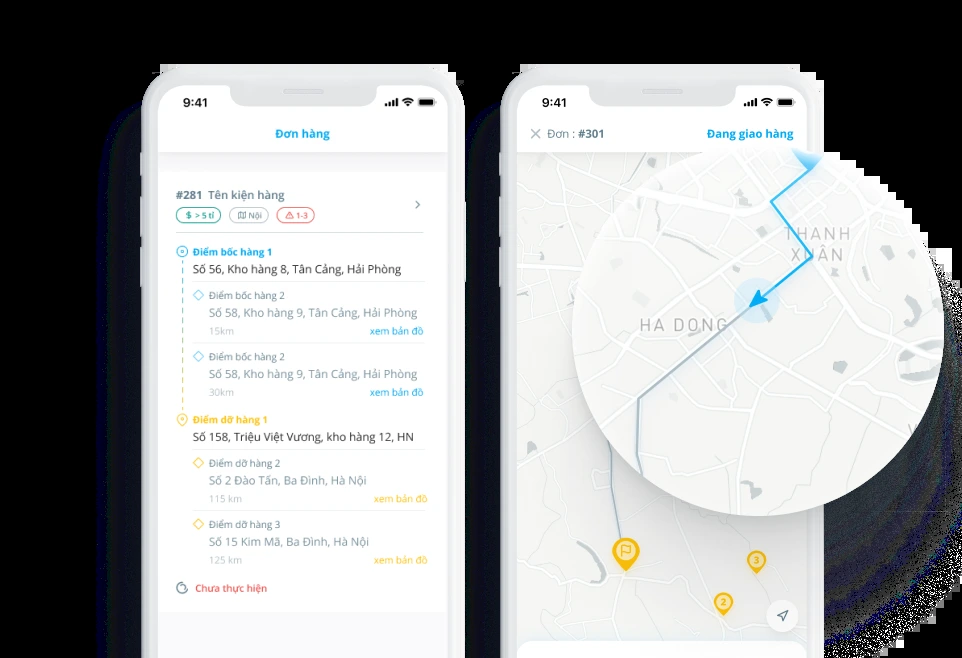 9:41
Đơn hàng
#281 Tên kiện hàng
$ > 5 tỉ
Nội
1-3
Điểm bốc hàng 1
Số 56, Kho hàng 8, Tân Cảng, Hải Phòng
Điểm bốc hàng 2
Số 58, Kho hàng 9, Tân Cảng, Hải Phòng
15km xem bản đồ
Điểm bốc hàng 2
Số 58, Kho hàng 9, Tân Cảng, Hải Phòng
30km xem bản đồ
Điểm dỡ hàng 1
Số 158, Triệu Việt Vương, kho hàng 12, HN
Điểm dỡ hàng 2
Số 2 Đào Tấn, Ba Đình, Hà Nội
115 km xem bản đồ
Điểm dỡ hàng 3
Số 15 Kim Mã, Ba Đình, Hà Nội
125 km xem bản đồ
Chưa thực hiện
9:41
Đơn : #301 Đang giao hàng
THANH
XUÂN
HA DONG
3
2